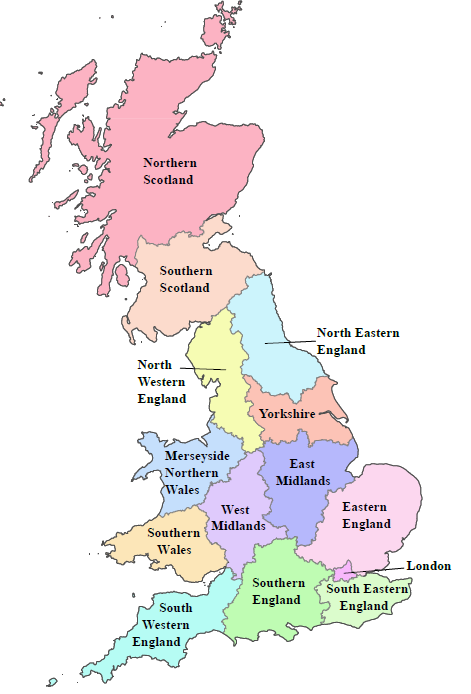 Northern
Scotland
Southern
Scotland
North Eastern
England
North
Western
England
Yorkshire
Merseyside
Northern
Wales
East
Midlands
West
Midlands
Eastern
England
Southern
Wales
London
Southern
England
South Eastern
England
South
Western
England